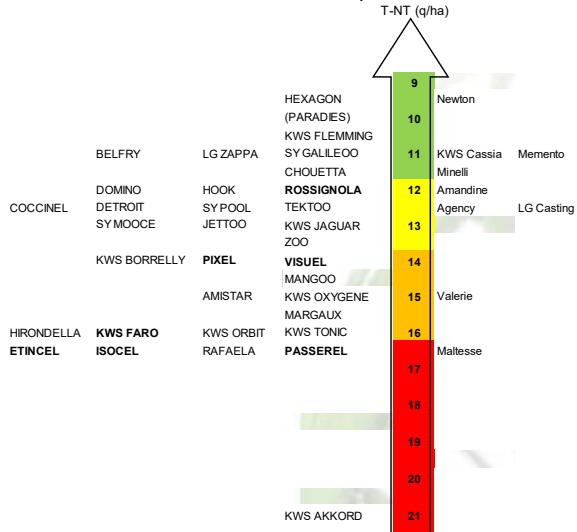 T-NT (q/ha)
9
HEXAGON Newton
(PARADIES) 10
KWS FLEMMING
BELFRY LG ZAPPA SY GALILEOO 11 KWS Cassia Memento
CHOUETTA Minelli
DOMINO HOOK ROSSIGNOLA 12 Amandine
COCCINEL DETROIT SY POOL TEKTOO Agency LG Casting
SY MOOCE JETTOO KWS JAGUAR 13
ZOO
KWS BORRELLY PIXEL VISUEL 14
MANGOO
AMISTAR KWS OXYGENE 15 Valerie
MARGAUX
HIRONDELLA KWS FARO KWS ORBIT KWS TONIC 16
ETINCEL ISOCEL RAFAELA PASSEREL Maltesse
17
18
19
20
KWS AKKORD 21